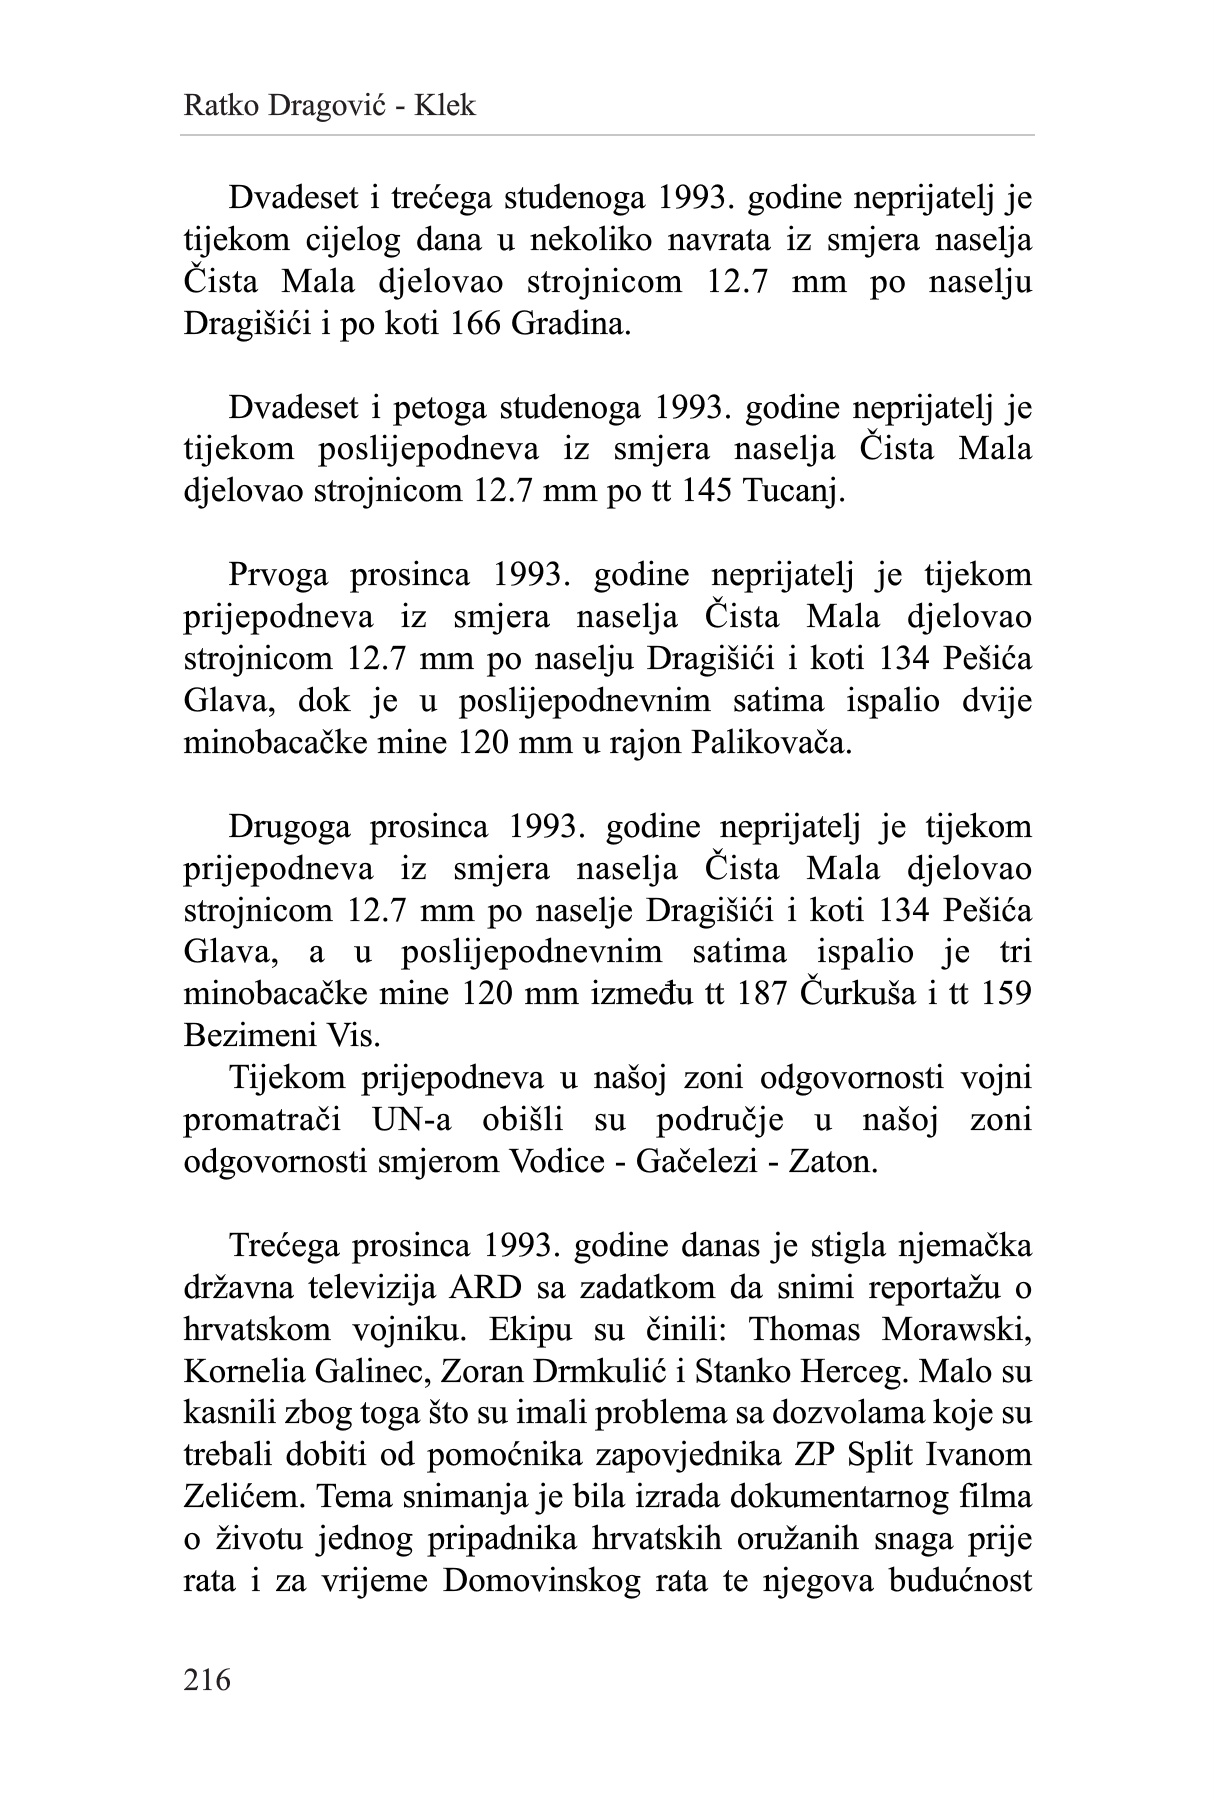 Ratko Dragović - Klek
Dvadeset i trećega studenoga 1993. godine neprijatelj je
tijekom cijelog dana u nekoliko navrata iz smjera naselja
Čista Mala djelovao strojnicom 12.7 mm po naselju
Dragišići i po koti 166 Gradina.
Dvadeset i petoga studenoga 1993. godine neprijatelj je
tijekom poslijepodneva iz smjera naselja Čista Mala
djelovao strojnicom 12.7 mm po tt 145 Tucanj.
Prvoga prosinca 1993. godine neprijatelj je tijekom
prijepodneva iz smjera naselja Čista Mala djelovao
strojnicom 12.7 mm po naselju Dragišići i koti 134 Pešića
Glava, dok je u poslijepodnevnim satima ispalio dvije
minobacačke mine 120 mm u rajon Palikovača.
Drugoga prosinca 1993. godine neprijatelj je tijekom
prijepodneva iz smjera naselja Čista Mala djelovao
strojnicom 12.7 mm po naselje Dragišići i koti 134 Pešića
Glava, a u poslijepodnevnim satima ispalio je tri
minobacačke mine 120 mm između tt 187 Čurkuša i tt 159
Bezimeni Vis.
Tijekom prijepodneva u našoj zoni odgovornosti vojni
promatrači UN-a obišli su područje u našoj zoni
odgovornosti smjerom Vodice - Gačelezi - Zaton.
Trećega prosinca 1993. godine danas je stigla njemačka
državna televizija ARD sa zadatkom da snimi reportažu o
hrvatskom vojniku. Ekipu su činili: Thomas Morawski,
Kornelia Galinec, Zoran Drmkulić i Stanko Herceg. Malo su
kasnili zbog toga što su imali problema sa dozvolama koje su
trebali dobiti od pomoćnika zapovjednika ZP Split Ivanom
Zelićem. Tema snimanja je bila izrada dokumentarnog filma
o životu jednog pripadnika hrvatskih oružanih snaga prije
rata i za vrijeme Domovinskog rata te njegova budućnost
216